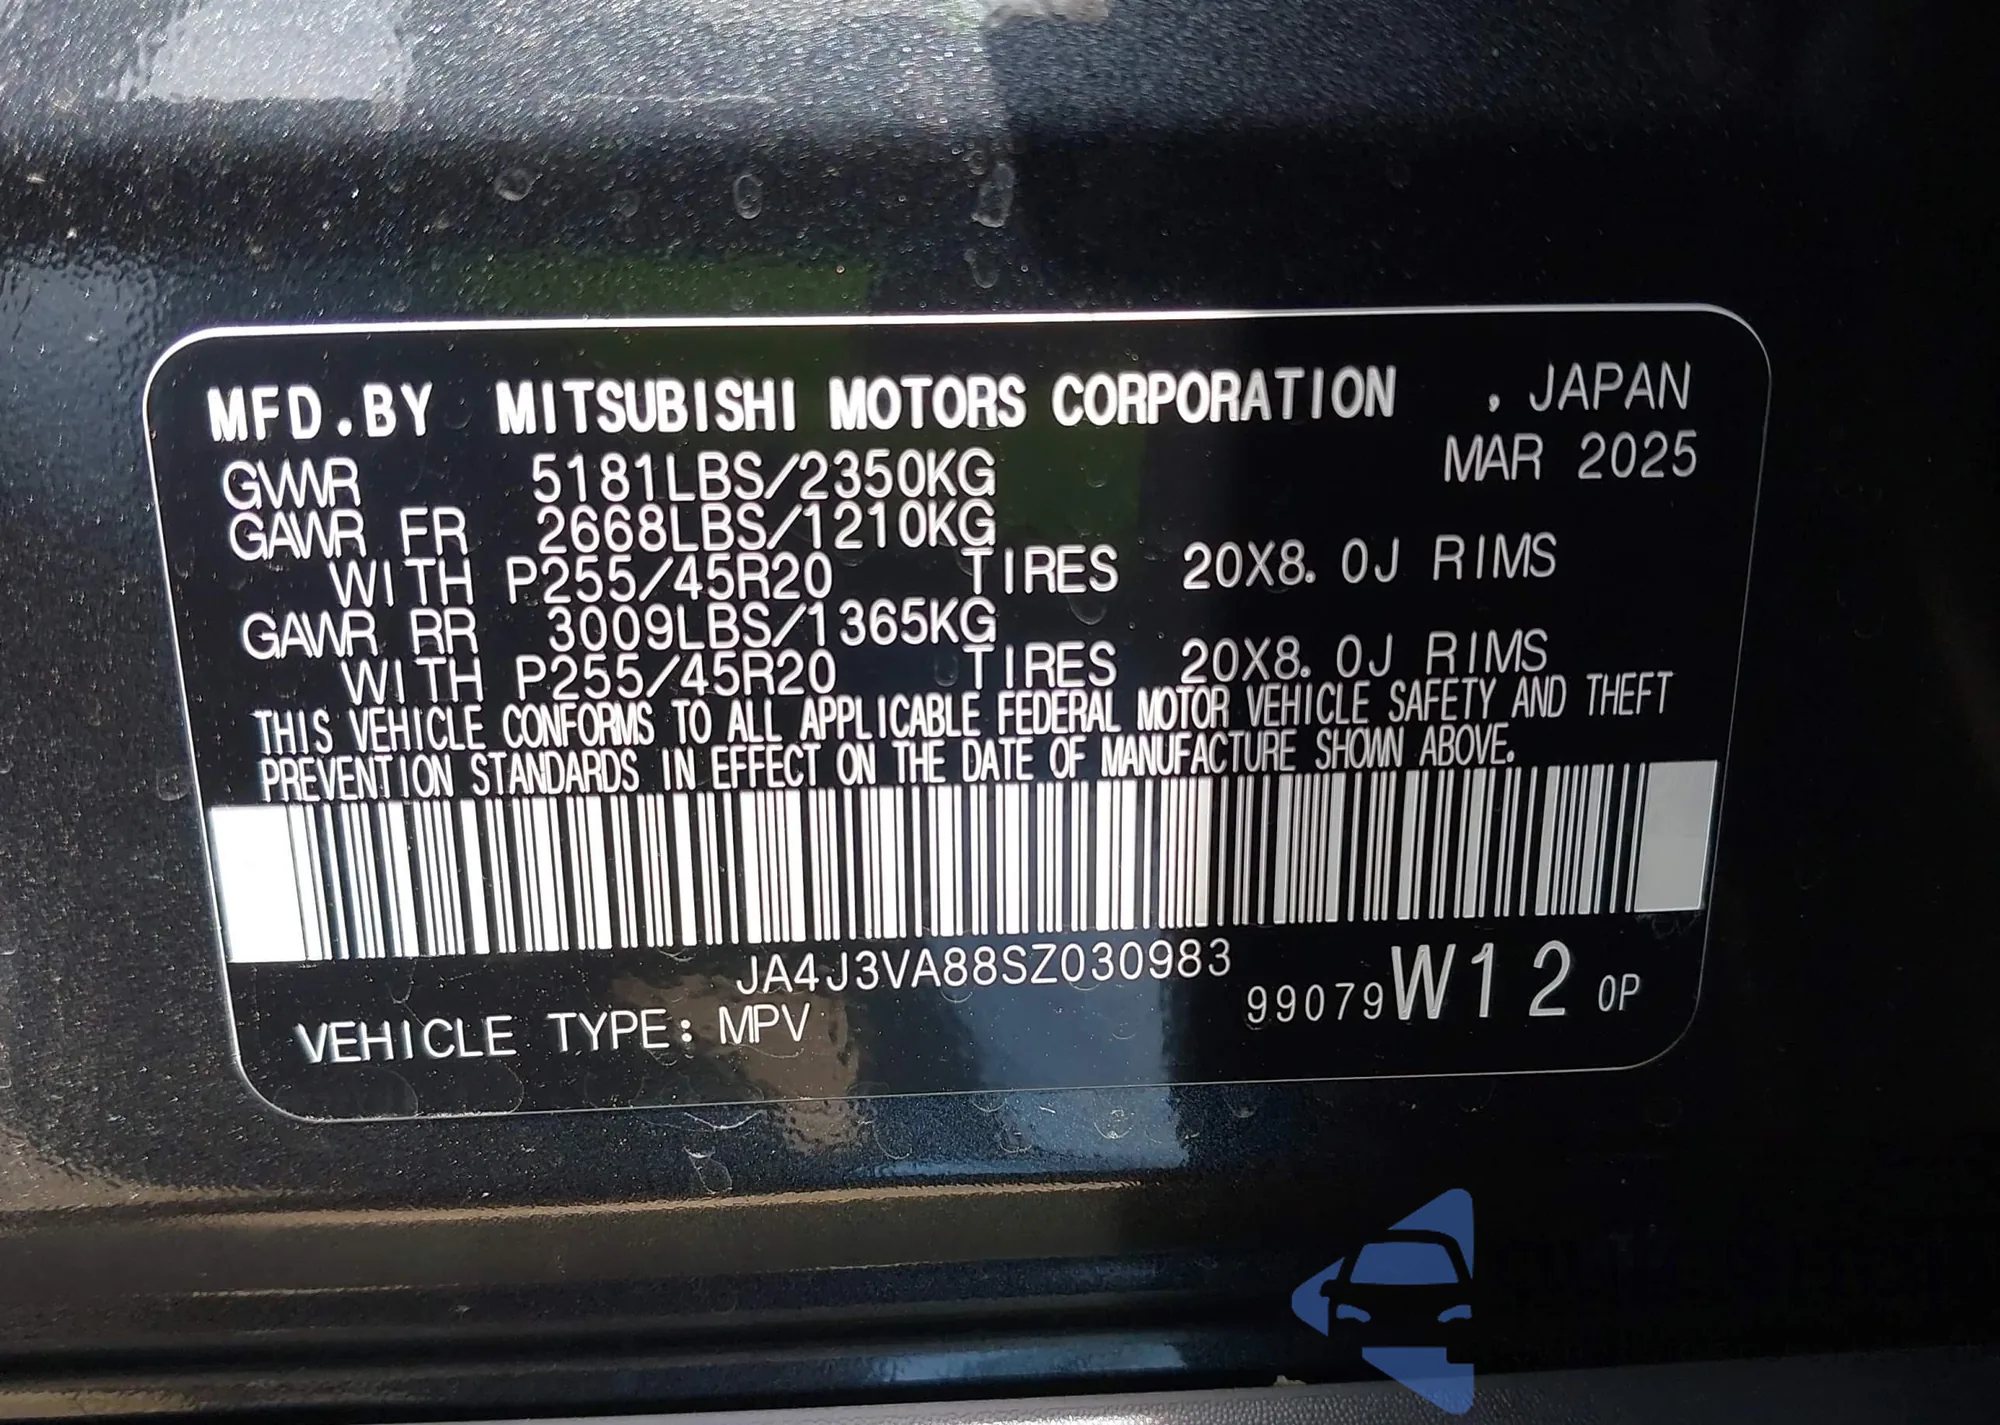 MFD.BY MITSUBISHI MOTORS CORPORATION , JAPAN
MAR 2025
GVWR 5181LBS/2350KG
GAWR FR 2668LBS/1210KG
WITH P255/45R20 TIRES 20X8.0J RIMS
GAWR RR 3009LBS/1365KG
WITH P255/45R20 TIRES 20X8.0J RIMS
THIS VEHICLE CONFORMS TO ALL APPLICABLE FEDERAL MOTOR VEHICLE SAFETY AND THEFT
PREVENTION STANDARDS IN EFFECT ON THE DATE OF MANUFACTURE SHOWN ABOVE.
JA4J3VA88SZ030983
99079 W12 0P
VEHICLE TYPE: MPV